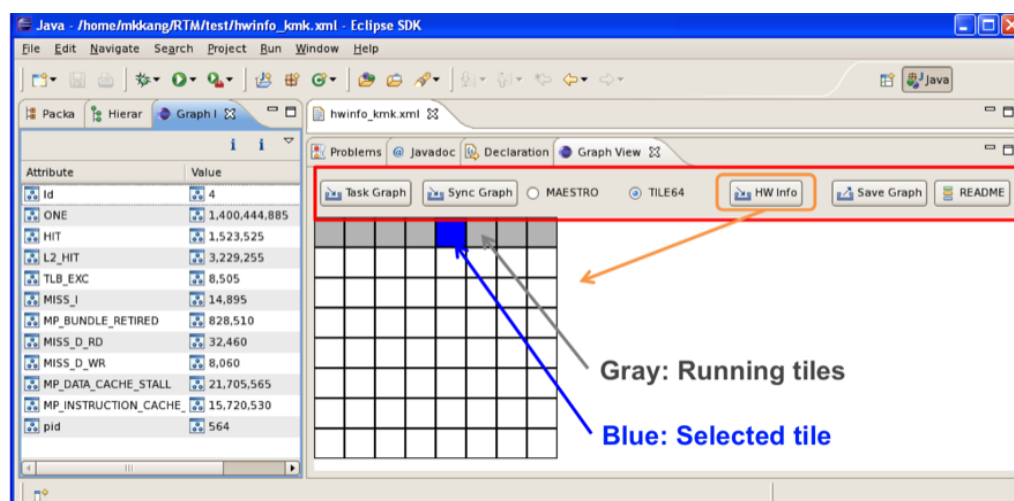 Java - /home/mkkang/RTM/test/hwinfo_kmk.xml - Eclipse SDK
File Edit Navigate Search Project Run Window Help
Java
Packa Hierar Graph I
hwinfo_kmk.xml
Problems Javadoc Declaration Graph View
Attribute Value
Task Graph Sync Graph MAESTRO TILE64 HW Info Save Graph README
Id 4
ONE 1,400,444,885
HIT 1,523,525
L2_HIT 3,229,255
TLB_EXC 8,505
MISS_I 14,895
MP_BUNDLE_RETIRED 828,510
MISS_D_RD 32,460
MISS_D_WR 8,060
MP_DATA_CACHE_STALL 21,705,565
MP_INSTRUCTION_CACHE_ 15,720,530
pid 564
Gray: Running tiles
Blue: Selected tile